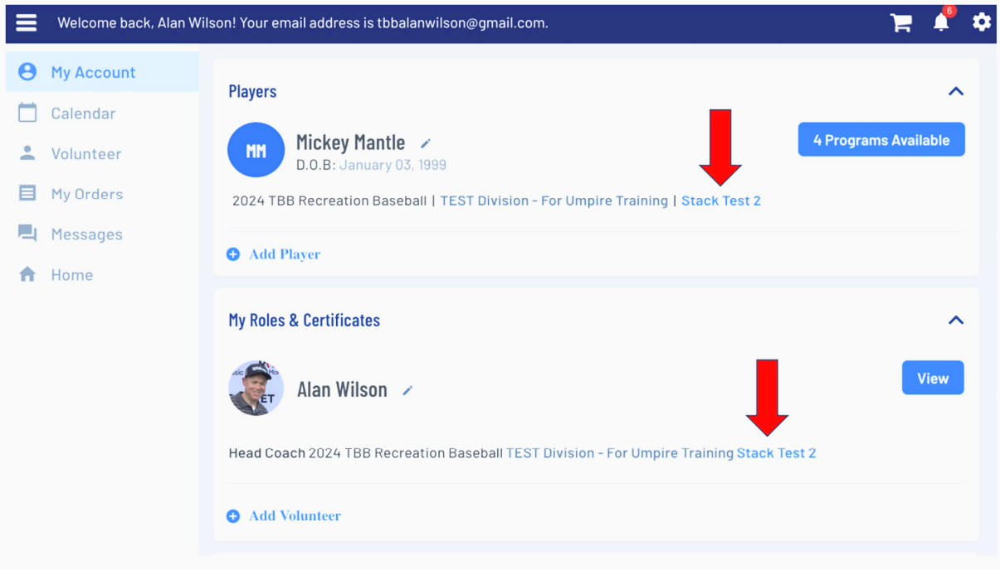 Welcome back, Alan Wilson! Your email address is tbbalanwilson@gmail.com.
6
My Account
Calendar
Volunteer
My Orders
Messages
Home
Players
MM
Mickey Mantle
D.O.B: January 03, 1999
4 Programs Available
2024 TBB Recreation Baseball | TEST Division - For Umpire Training | Stack Test 2
Add Player
My Roles & Certificates
Alan Wilson
View
Head Coach 2024 TBB Recreation Baseball TEST Division - For Umpire Training Stack Test 2
Add Volunteer